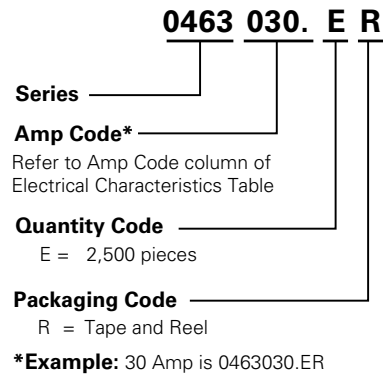 0463 030. E R
Series
Amp Code*
Refer to Amp Code column of
Electrical Characteristics Table
Quantity Code
E = 2,500 pieces
Packaging Code
R = Tape and Reel
*Example: 30 Amp is 0463030.ER